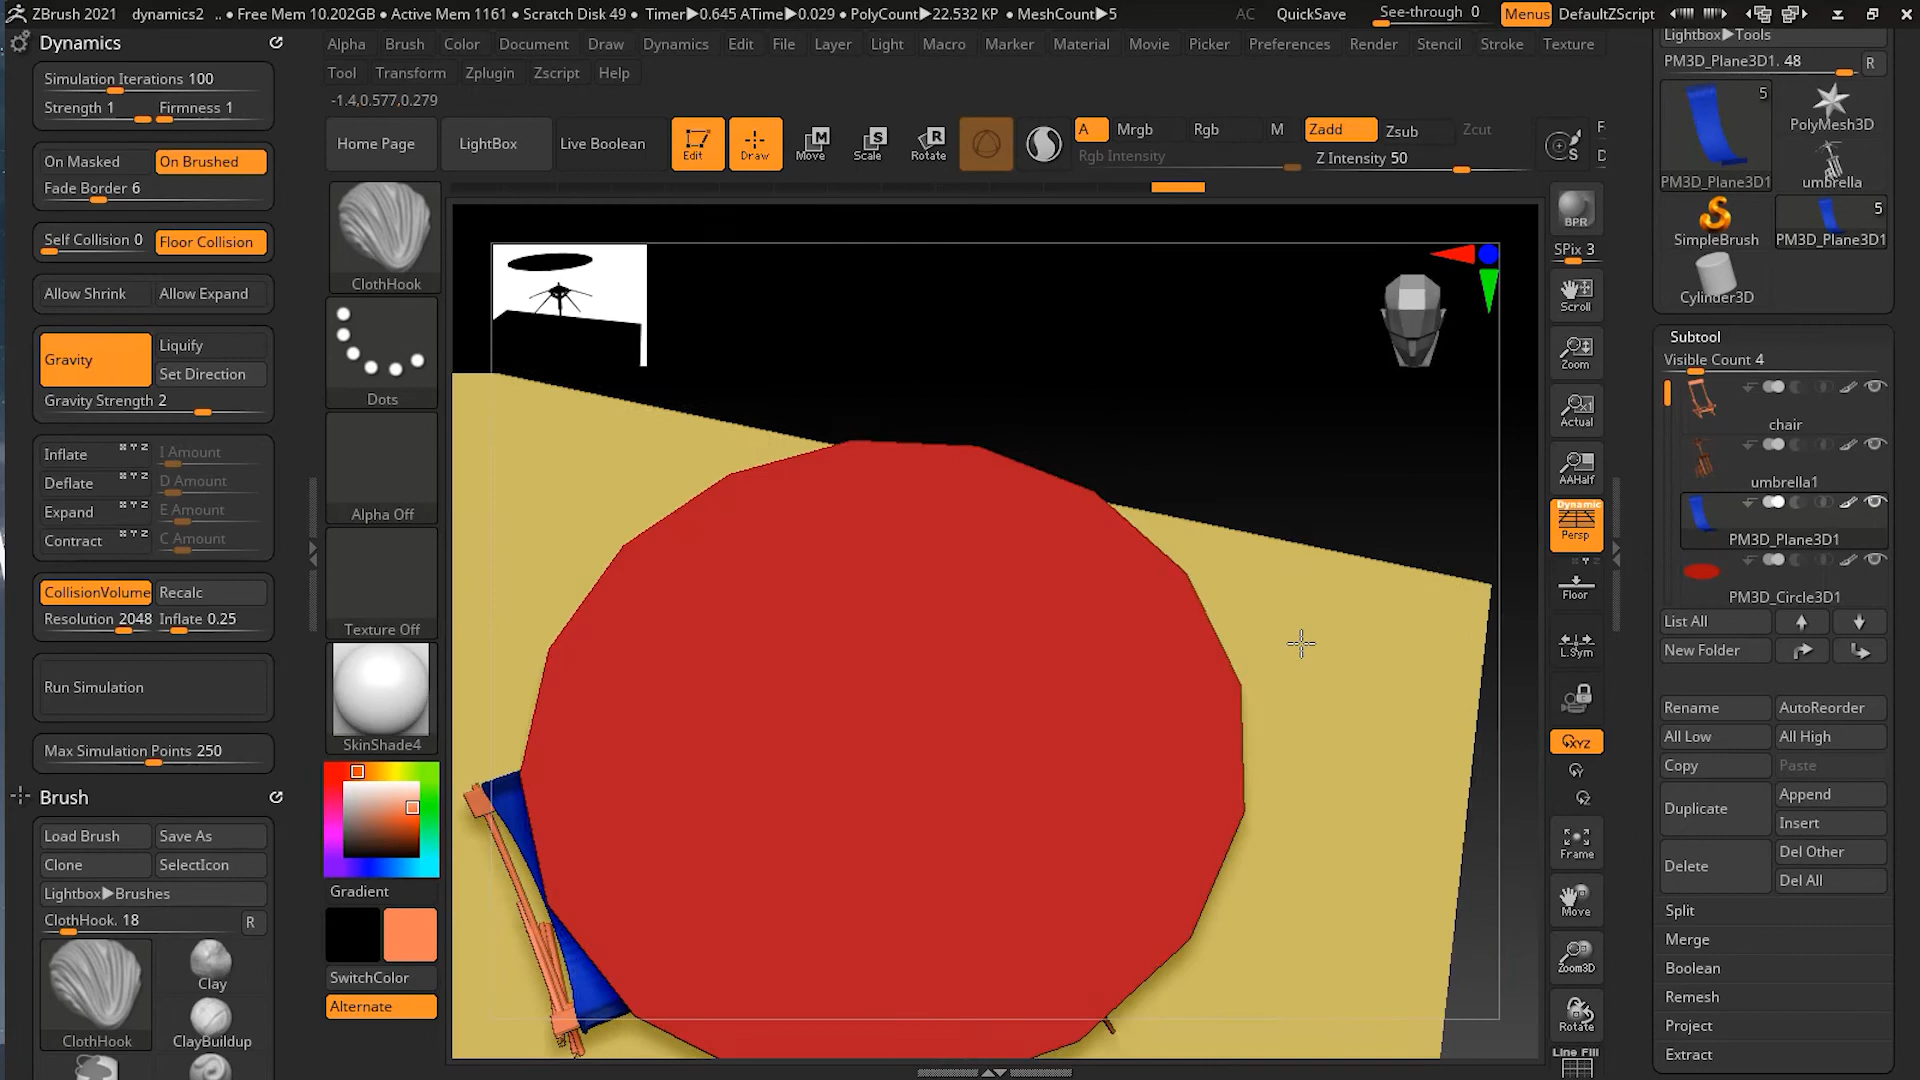 ZBrush 2021 dynamics2 .. • Free Mem 10.202GB • Active Mem 1161 • Scratch Disk 49 • Timer▶0.645 ATime▶0.029 • PolyCount▶22.532 KP • MeshCount▶5 AC QuickSave See-through 0 Menus DefaultZScript
Dynamics
Simulation Iterations 100
Strength 1 Firmness 1
On Masked On Brushed
Fade Border 6
Self Collision 0 Floor Collision
Allow Shrink Allow Expand
Gravity Liquify
Set Direction
Gravity Strength 2
Inflate X Y Z I Amount
Deflate X Y Z D Amount
Expand X Y Z E Amount
Contract X Y Z C Amount
CollisionVolume Recalc
Resolution 2048 Inflate 0.25
Run Simulation
Max Simulation Points 250
Brush
Load Brush Save As
Clone SelectIcon
Lightbox▶Brushes
ClothHook. 18 R
Clay
ClothHook ClayBuildup
Alpha Brush Color Document Draw Dynamics Edit File Layer Light Macro Marker Material Movie Picker Preferences Render Stencil Stroke Texture
Tool Transform Zplugin Zscript Help
-1.4,0.577,0.279
Home Page LightBox Live Boolean Edit Draw Move Scale Rotate
A Mrgb Rgb M Zadd Zsub Zcut
Rgb Intensity Z Intensity 50
F
D
S
ClothHook
Dots
Alpha Off
Texture Off
SkinShade4
Gradient
SwitchColor
Alternate
BPR
SPix 3
Scroll
Zoom
Actual
AAHalf
Dynamic
Persp
Floor
L.Sym
XYZ
Frame
Move
Zoom3D
Rotate
Line Fill
Lightbox▶Tools
PM3D_Plane3D1. 48 R
5
PolyMesh3D
PM3D_Plane3D1 umbrella
5
SimpleBrush PM3D_Plane3D1
Cylinder3D
Subtool
Visible Count 4
chair
umbrella1
PM3D_Plane3D1
PM3D_Circle3D1
List All
New Folder
Rename AutoReorder
All Low All High
Copy Paste
Duplicate Append
Insert
Delete Del Other
Del All
Split
Merge
Boolean
Remesh
Project
Extract